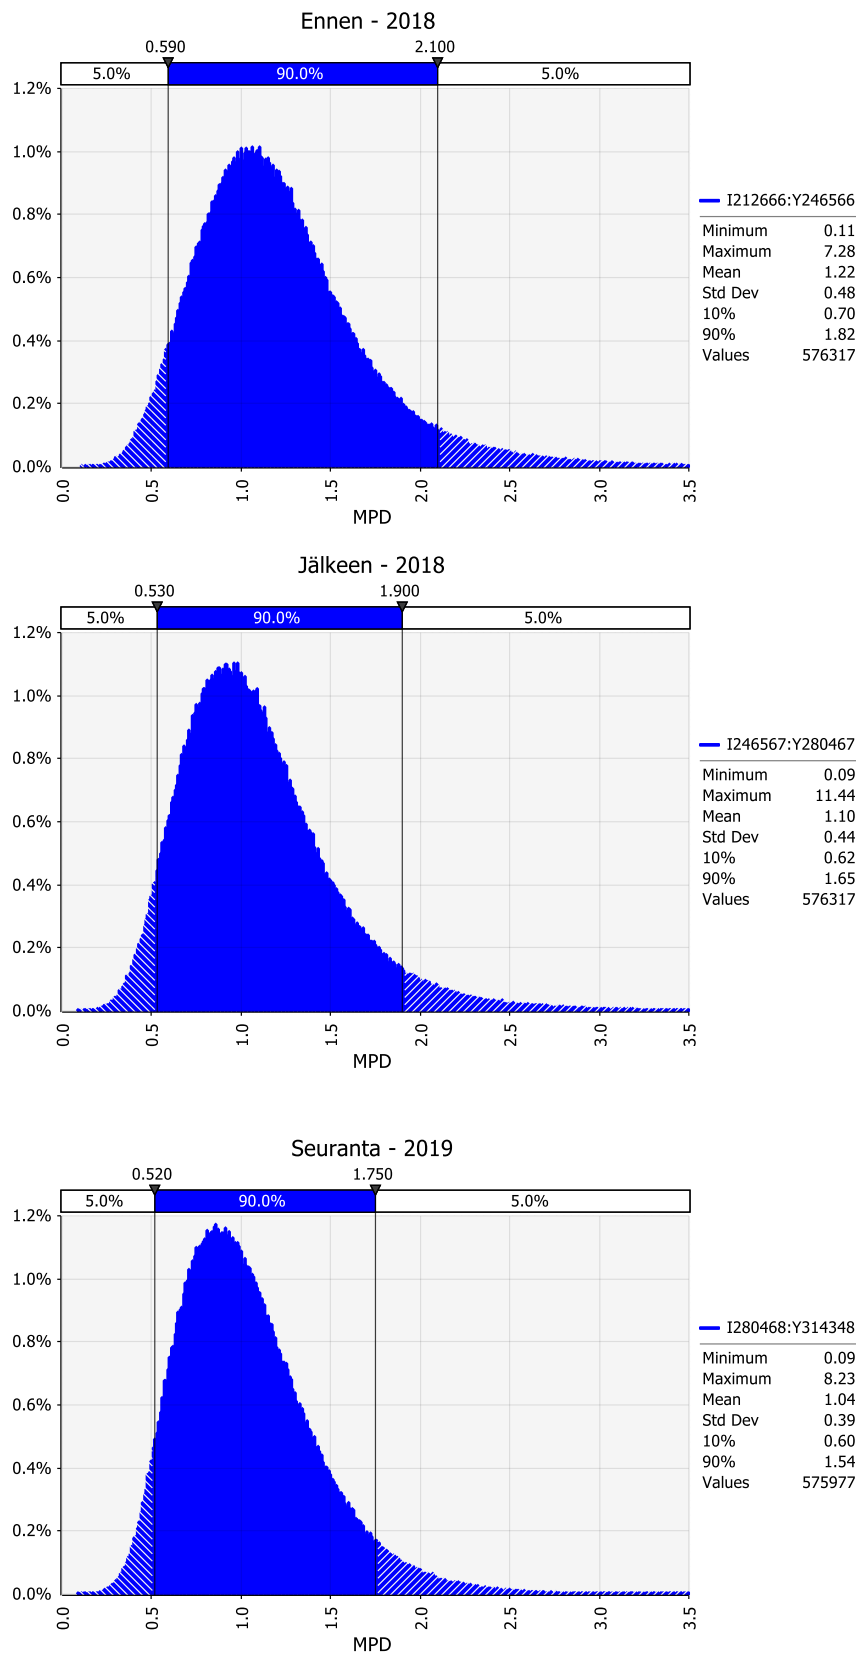 Ennen - 2018
0.590 2.100
5.0% 90.0% 5.0%
1.2%
1.0%
0.8%
0.6%
0.4%
0.2%
0.0%
0.0 0.5 1.0 1.5 2.0 2.5 3.0 3.5
MPD
I212666:Y246566
Minimum 0.11
Maximum 7.28
Mean 1.22
Std Dev 0.48
10% 0.70
90% 1.82
Values 576317
Jälkeen - 2018
0.530 1.900
5.0% 90.0% 5.0%
1.2%
1.0%
0.8%
0.6%
0.4%
0.2%
0.0%
0.0 0.5 1.0 1.5 2.0 2.5 3.0 3.5
MPD
I246567:Y280467
Minimum 0.09
Maximum 11.44
Mean 1.10
Std Dev 0.44
10% 0.62
90% 1.65
Values 576317
Seuranta - 2019
0.520 1.750
5.0% 90.0% 5.0%
1.2%
1.0%
0.8%
0.6%
0.4%
0.2%
0.0%
0.0 0.5 1.0 1.5 2.0 2.5 3.0 3.5
MPD
I280468:Y314348
Minimum 0.09
Maximum 8.23
Mean 1.04
Std Dev 0.39
10% 0.60
90% 1.54
Values 575977